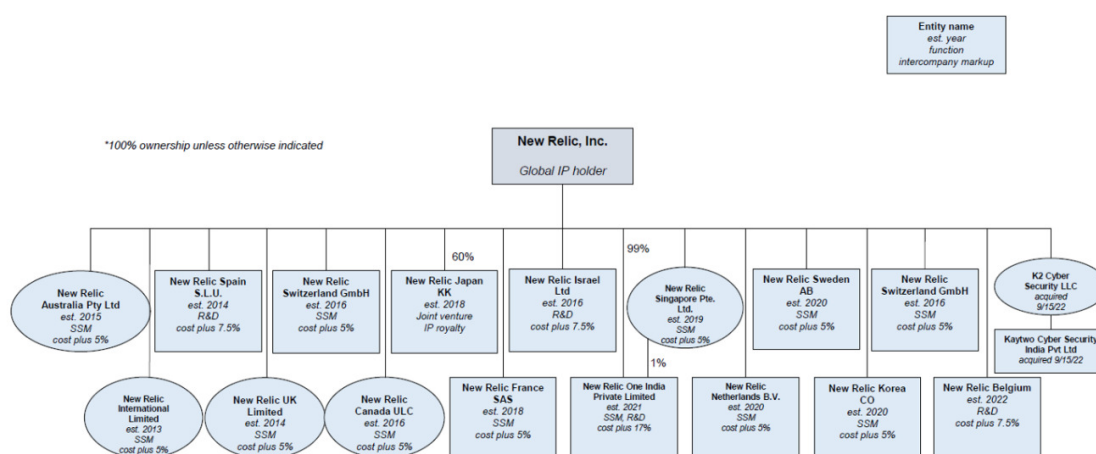 Entity name
est. year
function
intercompany markup
*100% ownership unless otherwise indicated
New Relic, Inc.
Global IP holder
60%
99%
New Relic
Australia Pty Ltd
est. 2015
SSM
cost plus 5%
New Relic Spain
S.L.U.
est. 2014
R&D
cost plus 7.5%
New Relic
Switzerland GmbH
est. 2016
SSM
cost plus 5%
New Relic Japan
KK
est. 2018
Joint venture
IP royalty
New Relic Israel
Ltd
est. 2016
R&D
cost plus 7.5%
New Relic
Singapore Pte.
Ltd.
est. 2019
SSM
cost plus 5%
New Relic Sweden
AB
est. 2020
SSM
cost plus 5%
New Relic
Switzerland GmbH
est. 2016
SSM
cost plus 5%
K2 Cyber
Security LLC
acquired
9/15/22
Kaytwo Cyber Security
India Pvt Ltd
acquired 9/15/22
1%
New Relic
International
Limited
est. 2013
SSM
cost plus 5%
New Relic UK
Limited
est. 2014
SSM
cost plus 5%
New Relic
Canada ULC
est. 2016
SSM
cost plus 5%
New Relic France
SAS
est. 2018
SSM
cost plus 5%
New Relic One India
Private Limited
est. 2021
SSM, R&D
cost plus 17%
New Relic
Netherlands B.V.
est. 2020
SSM
cost plus 5%
New Relic Korea
CO
est. 2020
SSM
cost plus 5%
New Relic Belgium
est. 2022
R&D
cost plus 7.5%